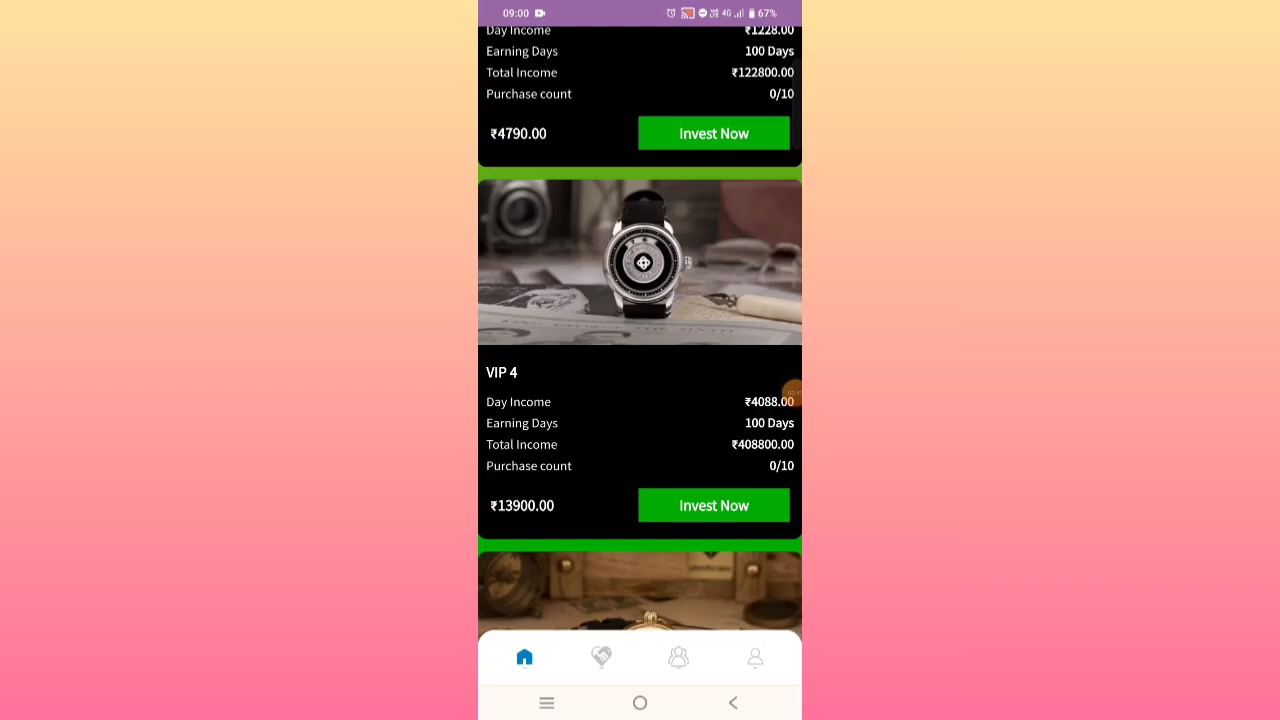 09:00 4G 67%
Day Income ₹1228.00
Earning Days 100 Days
Total Income ₹122800.00
Purchase count 0/10
₹4790.00 Invest Now
VIP 4
Day Income ₹4088.00
Earning Days 100 Days
Total Income ₹408800.00
Purchase count 0/10
₹13900.00 Invest Now